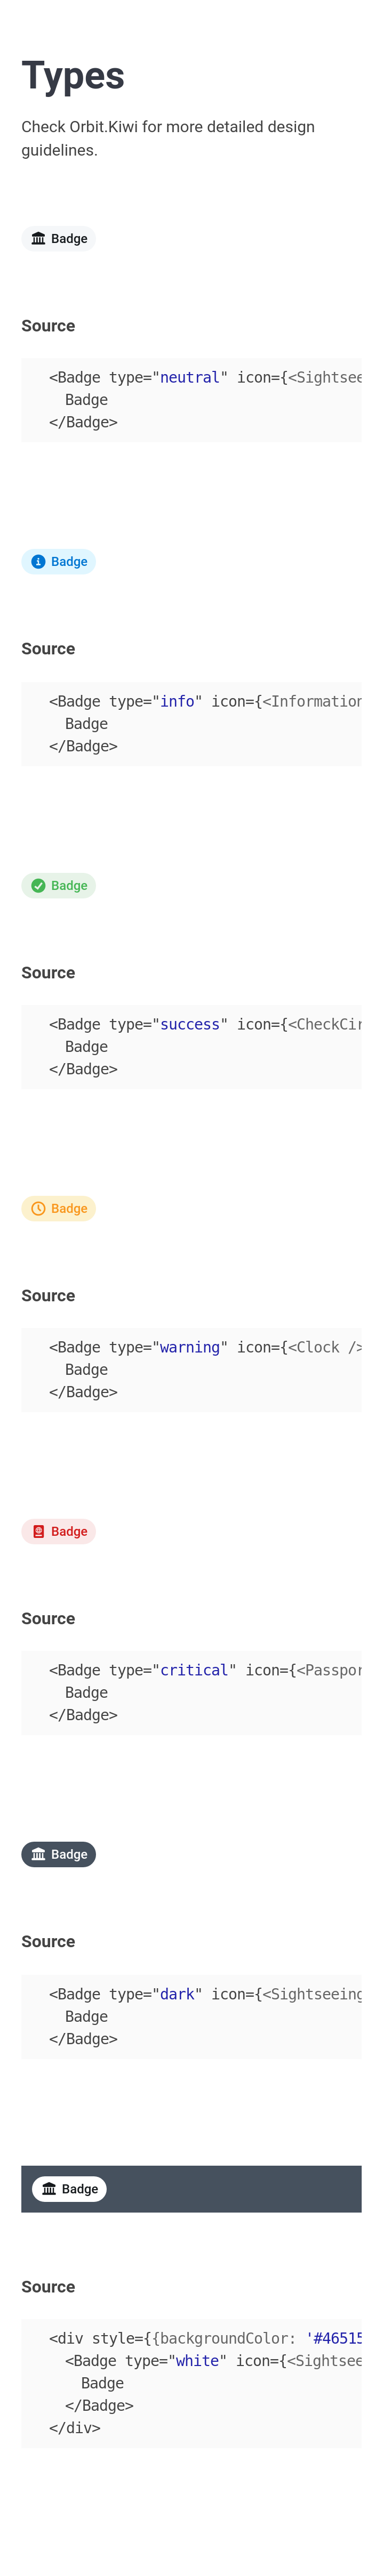 Types
Check Orbit.Kiwi for more detailed design
guidelines.
Badge
Source
<Badge type="neutral" icon={<Sightsee
Badge
</Badge>
Badge
Source
<Badge type="info" icon={<Information
Badge
</Badge>
Badge
Source
<Badge type="success" icon={<CheckCir
Badge
</Badge>
Badge
Source
<Badge type="warning" icon={<Clock />
Badge
</Badge>
Badge
Source
<Badge type="critical" icon={<Passpor
Badge
</Badge>
Badge
Source
<Badge type="dark" icon={<Sightseeing
Badge
</Badge>
Badge
Source
<div style={{backgroundColor: '#46515
<Badge type="white" icon={<Sightsee
Badge
</Badge>
</div>